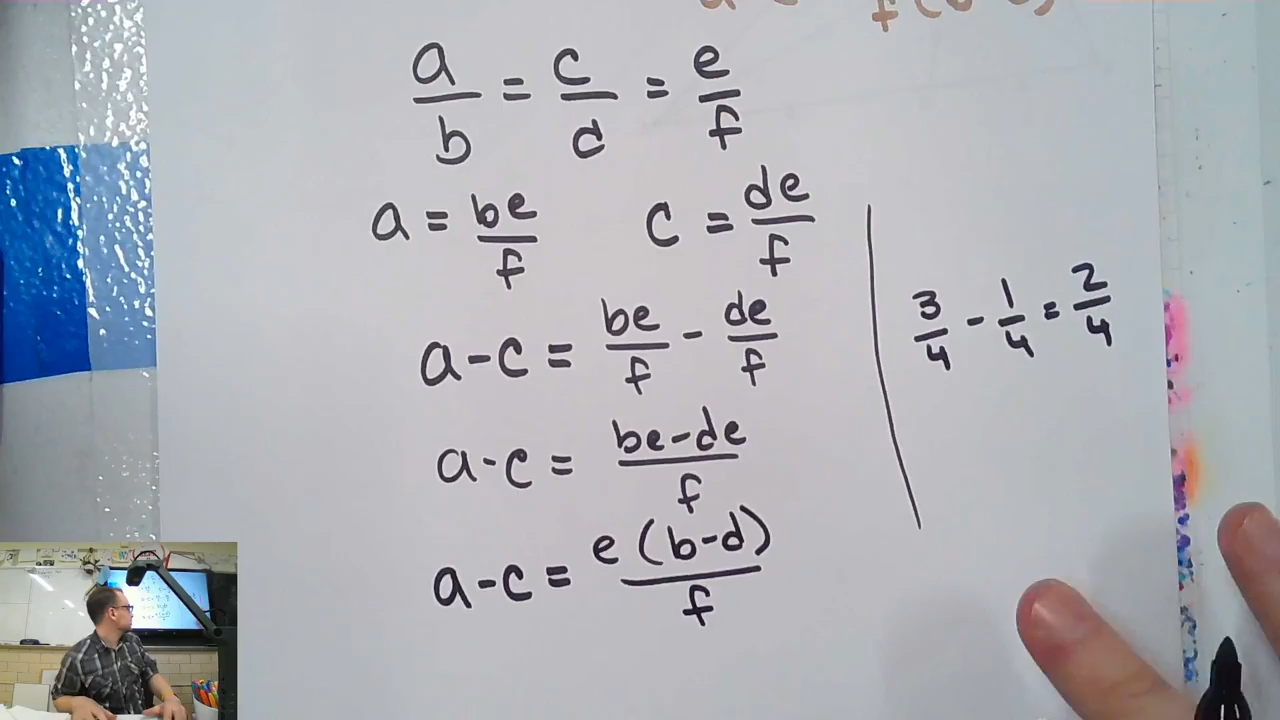 a/b = c/d = e/f
a = be/f    c = de/f
a-c = be/f - de/f
a-c = be-de/f
a-c = e(b-d)/f
3/4 - 1/4 = 2/4